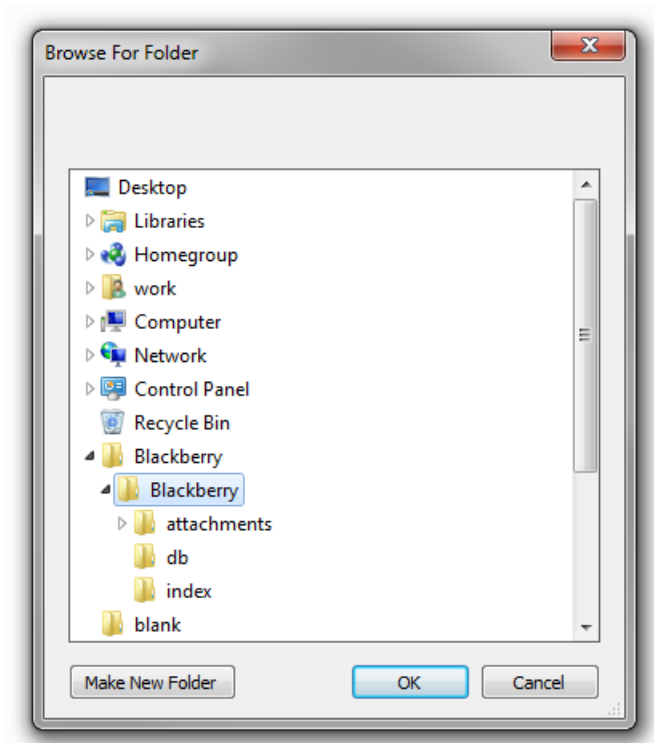 Browse For Folder
Desktop
Libraries
Homegroup
work
Computer
Network
Control Panel
Recycle Bin
Blackberry
Blackberry
attachments
db
index
blank
Make New Folder OK Cancel